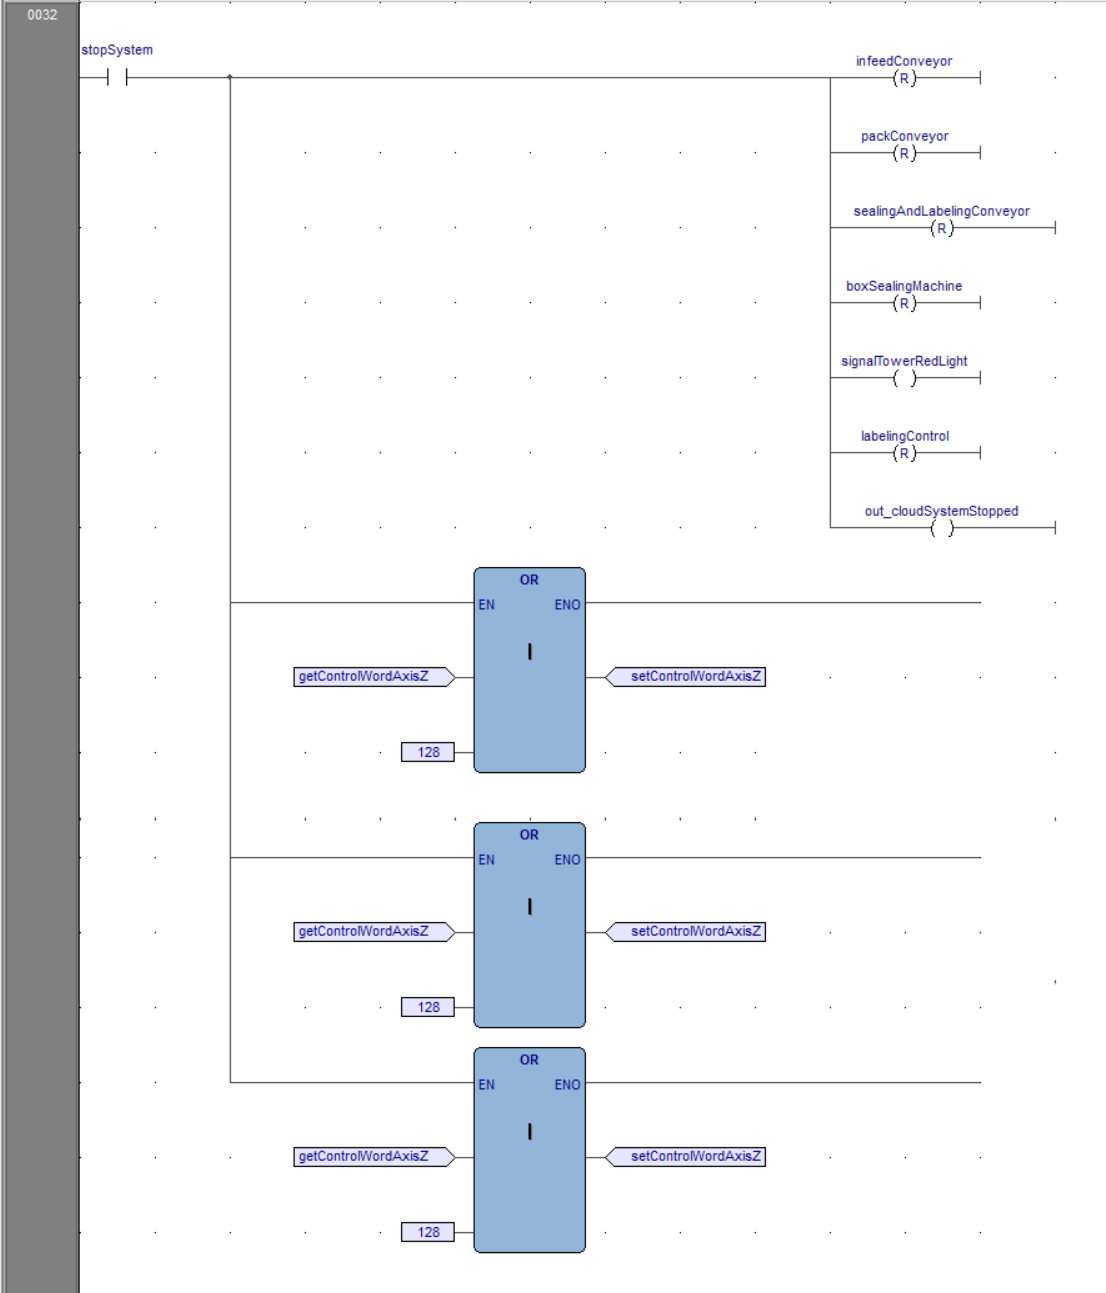 0032
stopSystem
infeedConveyor
(R)
packConveyor
(R)
sealingAndLabelingConveyor
(R)
boxSealingMachine
(R)
signalTowerRedLight
( )
labelingControl
(R)
out_cloudSystemStopped
( )
OR
EN ENO
getControlWordAxisZ setControlWordAxisZ
128
OR
EN ENO
getControlWordAxisZ setControlWordAxisZ
128
OR
EN ENO
getControlWordAxisZ setControlWordAxisZ
128